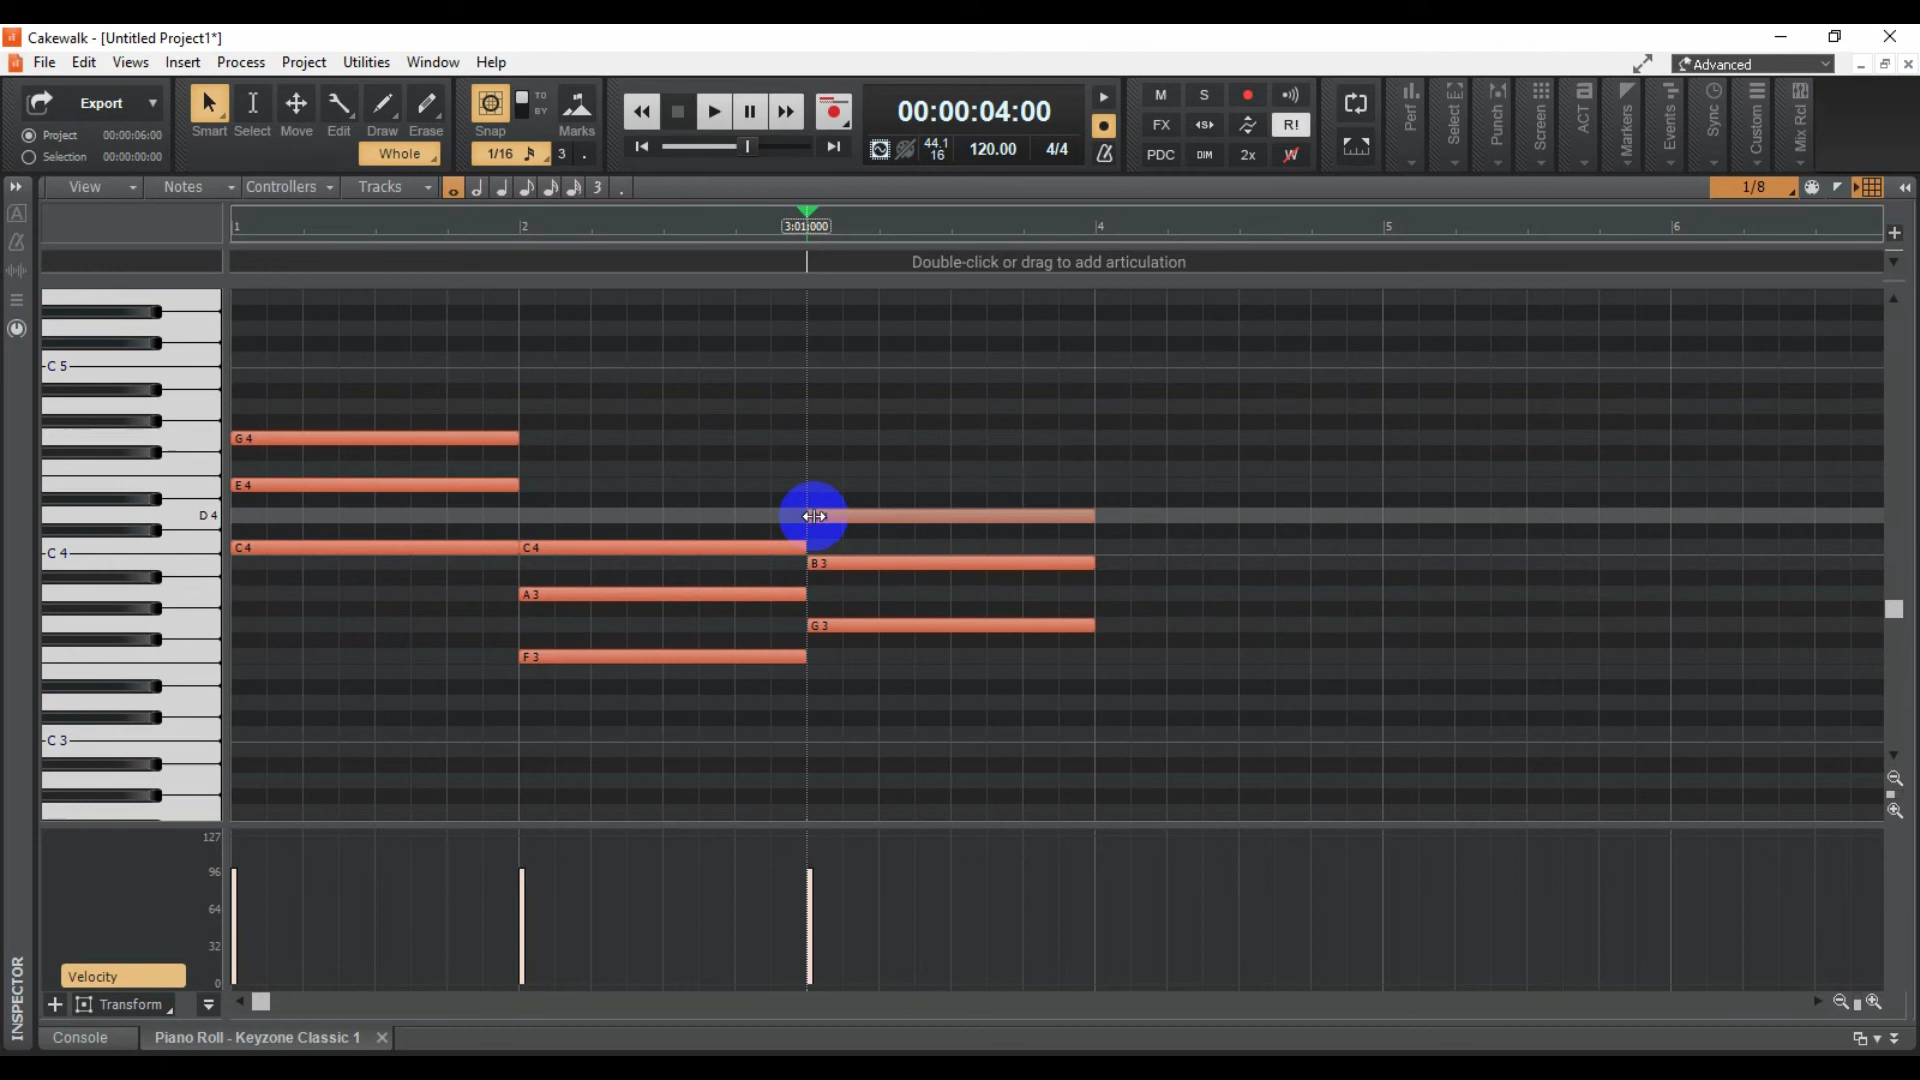 Cakewalk - [Untitled Project1*]
File Edit Views Insert Process Project Utilities Window Help
Advanced
Export
Project 00:00:06:00
Selection 00:00:00:00
Smart Select Move Edit Draw Erase
Whole
Snap
TO
BY
Marks
1/16 3 .
00:00:04:00
44.1
16
120.00 4/4
M S
FX R!
PDC DIM 2x W
Perf
Select
Punch
Screen
ACT
Markers
Events
Sync
Custom
Mix Rcl
View Notes Controllers Tracks 3 . 1/8
1 2 3:01:000 4 5 6
Double-click or drag to add articulation
C 5
G 4
E 4
D 4
C 4 C 4 C 4
B 3
A 3
G 3
F 3
C 3
127
96
64
32
0
Velocity
Transform
INSPECTOR
Console Piano Roll - Keyzone Classic 1